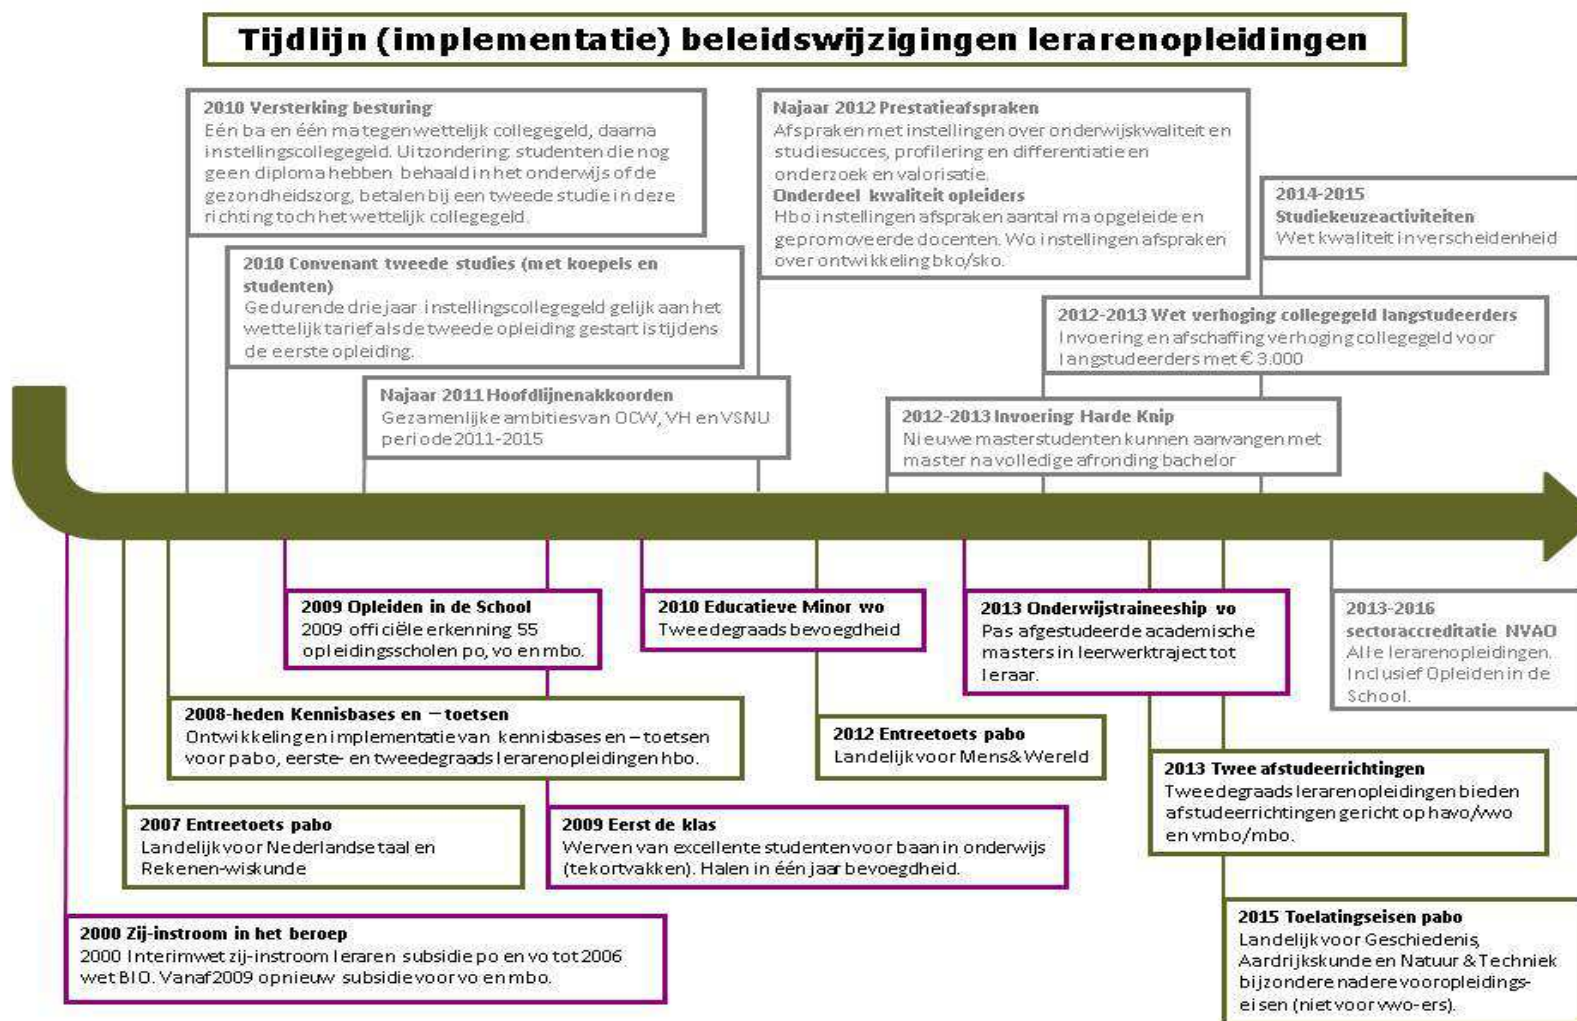 Tijdlijn (implementatie) beleidswijzigingen lerarenopleidingen
2010 Versterking besturing
Eén ba en één ma tegen wettelijk collegegeld, daarna
instellingscollegegeld. Uitzondering: studenten die nog
geen diploma hebben behaald in het onderwijs of de
gezondheidszorg, betalen bij een tweede studie in deze
richting toch het wettelijk collegegeld.
2010 Convenant tweede studies (met koepels en
studenten)
Gedurende drie jaar instellingscollegegeld gelijk aan het
wettelijk tarief als de tweede opleiding gestart is tijdens
de eerste opleiding.
Najaar 2011 Hoofdlijnenakkoorden
Gezamenlijke ambities van OCW, VH en VSNU
periode 2011-2015
Najaar 2012 Prestatieafspraken
Afspraken met instellingen over onderwijskwaliteit en
studiesucces, profilering en differentiatie en
onderzoek en valorisatie.
Onderdeel kwaliteit opleiders
Hbo instellingen afspraken aantal ma opgeleide en
gepromoveerde docenten. Wo instellingen afspraken
over ontwikkeling bko/sko.
2014-2015
Studiekeuzeactiviteiten
Wet kwaliteit in verscheidenheid
2012-2013 Wet verhoging collegegeld langstudeerders
Invoering en afschaffing verhoging collegegeld voor
langstudeerders met € 3.000
2012-2013 Invoering Harde Knip
Nieuwe masterstudenten kunnen aanvangen met
master na volledige afronding bachelor
2009 Opleiden in de School
2009 officiële erkenning 55
opleidingsscholen po, vo en mbo.
2010 Educatieve Minor wo
Tweedegraads bevoegdheid
2013 Onderwijstraineeship vo
Pas afgestudeerde academische
masters in leerwerktraject tot
leraar.
2013-2016
sectoraccreditatie NVAO
Alle lerarenopleidingen.
Inclusief Opleiden in de
School.
2008-heden Kennisbases en – toetsen
Ontwikkeling en implementatie van kennisbases en – toetsen
voor pabo, eerste- en tweedegraads lerarenopleidingen hbo.
2012 Entreetoets pabo
Landelijk voor Mens & Wereld
2013 Twee afstudeerrichtingen
Tweedegraads lerarenopleidingen bieden
afstudeerrichtingen gericht op havo/vwo
en vmbo/mbo.
2007 Entreetoets pabo
Landelijk voor Nederlandse taal en
Rekenen-wiskunde
2009 Eerst de klas
Werven van excellente studenten voor baan in onderwijs
(tekortvakken). Halen in één jaar bevoegdheid.
2000 Zij-instroom in het beroep
2000 Interimwet zij-instroom leraren subsidie po en vo tot 2006
wet BIO. Vanaf 2009 opnieuw subsidie voor vo en mbo.
2015 Toelatingseisen pabo
Landelijk voor Geschiedenis,
Aardrijkskunde en Natuur & Techniek
bijzondere nadere vooropleidings-
eisen (niet voor vwo-ers).